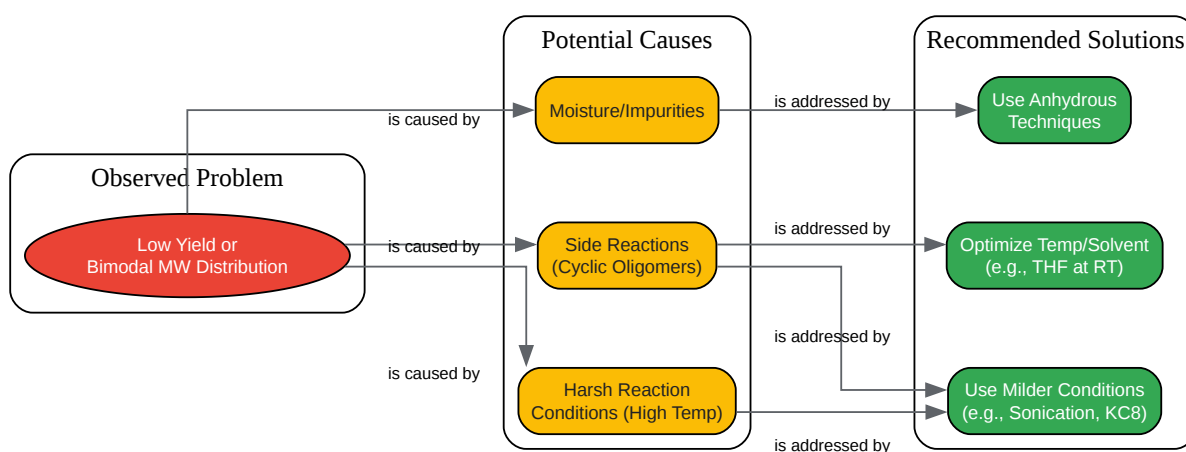 Potential Causes
Recommended Solutions
Moisture/Impurities
is addressed by
Use Anhydrous
Techniques
is caused by
Observed Problem
Low Yield or
Bimodal MW Distribution
is caused by
Side Reactions
(Cyclic Oligomers)
is addressed by
Optimize Temp/Solvent
(e.g., THF at RT)
is addressed by
is caused by
Harsh Reaction
Conditions (High Temp)
Use Milder Conditions
(e.g., Sonication, KC8)
is addressed by